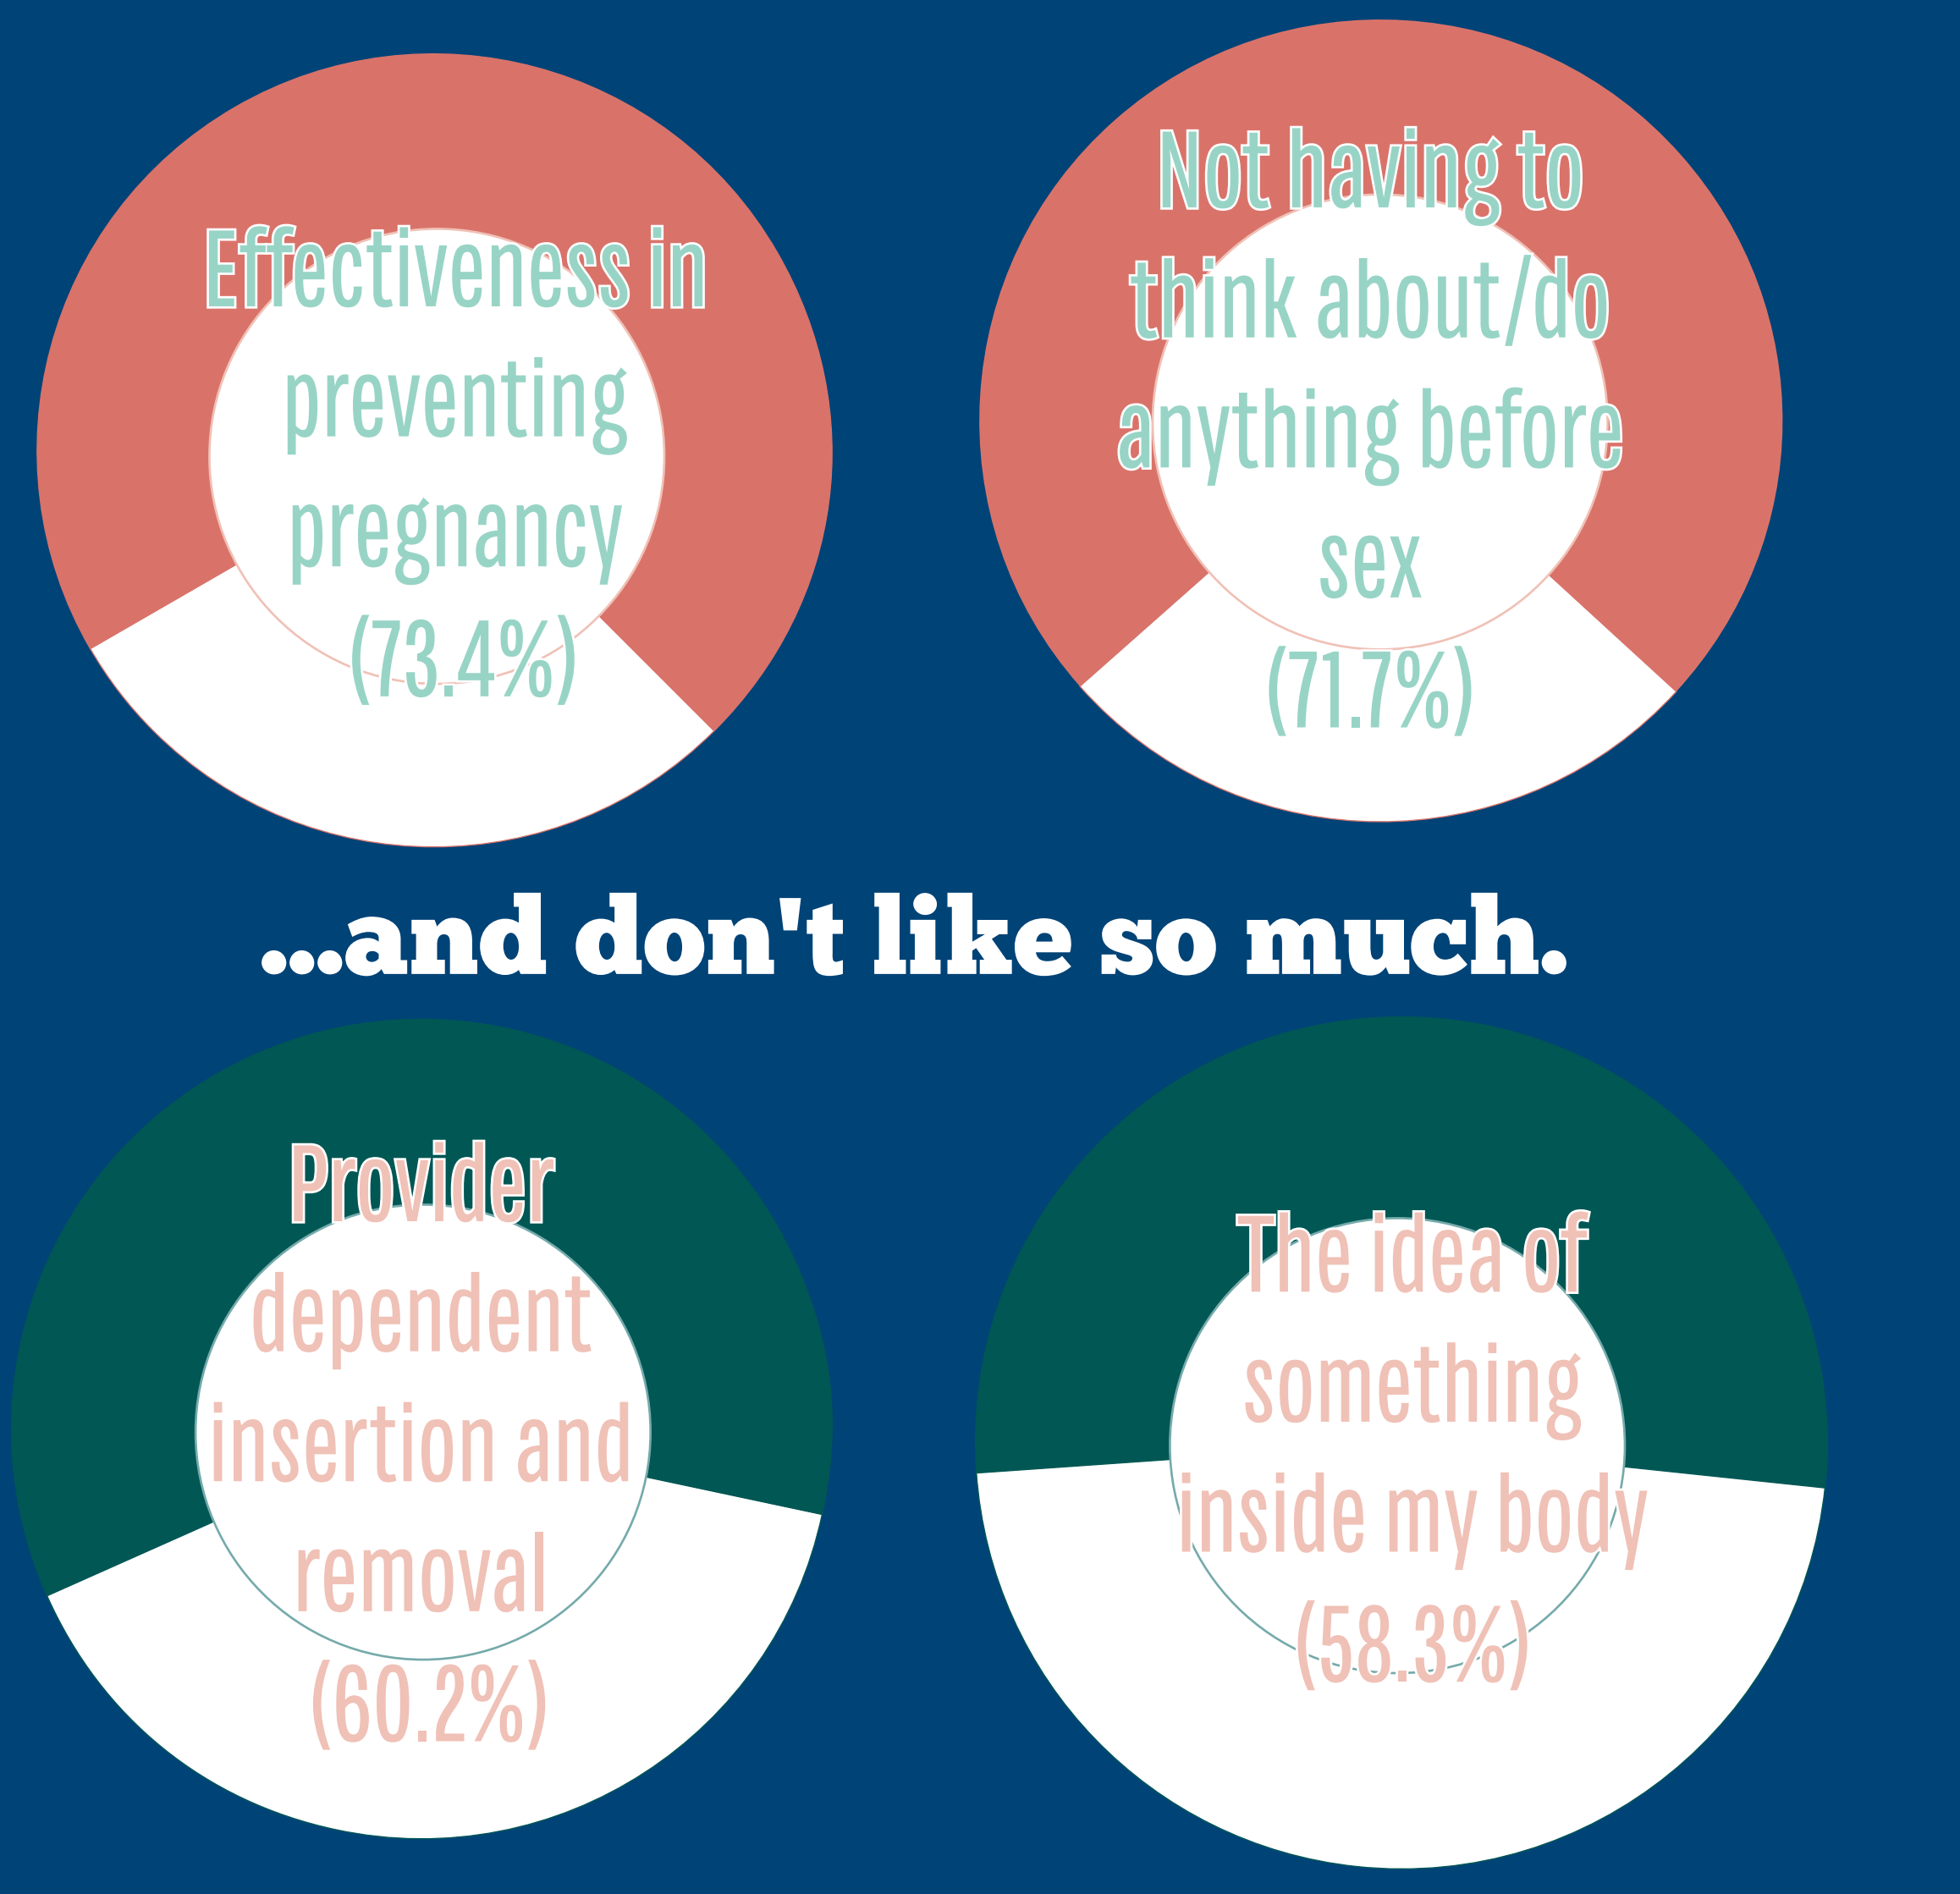 Effectiveness in
preventing
pregnancy
(73.4%)
Not having to
think about/do
anything before
sex
(71.7%)
...and don't like so much.
Provider
dependent
insertion and
removal
(60.2%)
The idea of
something
inside my body
(58.3%)